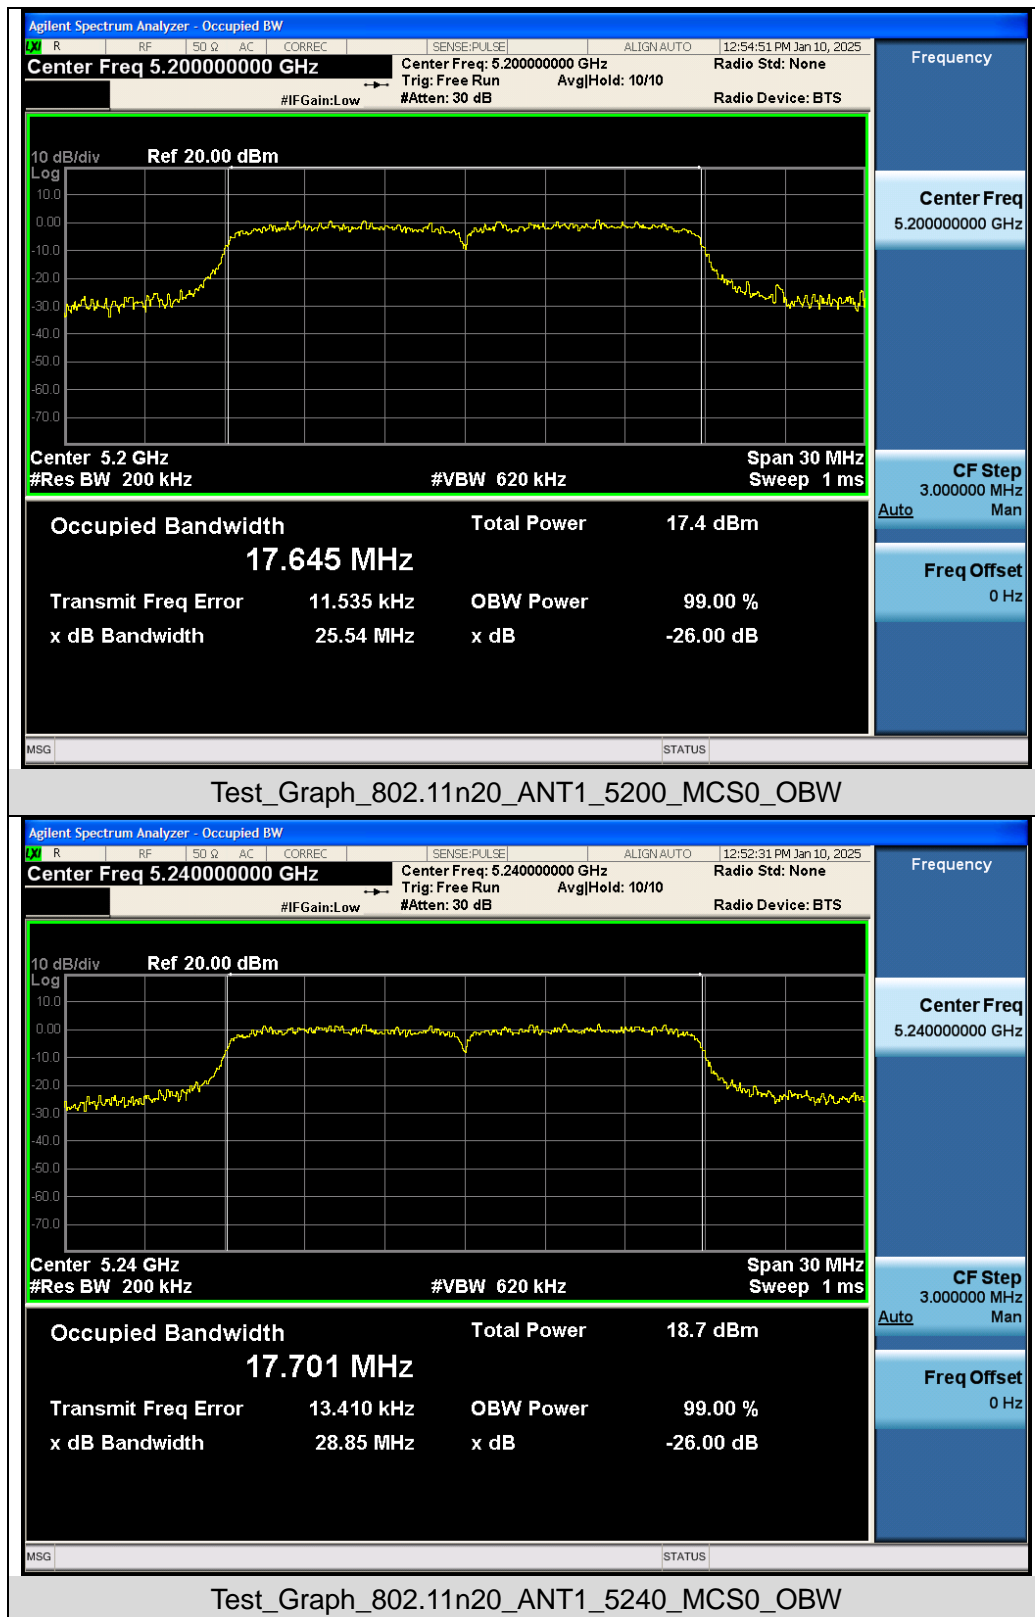 Agilent Spectrum Analyzer - Occupied BW
LXI R RF 50 Ω AC CORREC SENSE:PULSE ALIGN AUTO 12:54:51 PM Jan 10, 2025
Center Freq 5.200000000 GHz
Center Freq: 5.200000000 GHz
Radio Std: None
Trig: Free Run Avg|Hold: 10/10
#IFGain:Low
#Atten: 30 dB
Radio Device: BTS
Frequency
10 dB/div Ref 20.00 dBm
Log
10.0
0.00
-10.0
-20.0
-30.0
-40.0
-50.0
-60.0
-70.0
Center Freq
5.200000000 GHz
Center 5.2 GHz Span 30 MHz
#Res BW 200 kHz #VBW 620 kHz Sweep 1 ms
CF Step
3.000000 MHz
Auto Man
Occupied Bandwidth Total Power 17.4 dBm
17.645 MHz
Transmit Freq Error 11.535 kHz OBW Power 99.00 %
x dB Bandwidth 25.54 MHz x dB -26.00 dB
Freq Offset
0 Hz
MSG STATUS
Test_Graph_802.11n20_ANT1_5200_MCS0_OBW
Agilent Spectrum Analyzer - Occupied BW
LXI R RF 50 Ω AC CORREC SENSE:PULSE ALIGN AUTO 12:52:31 PM Jan 10, 2025
Center Freq 5.240000000 GHz
Center Freq: 5.240000000 GHz
Radio Std: None
Trig: Free Run Avg|Hold: 10/10
#IFGain:Low
#Atten: 30 dB
Radio Device: BTS
Frequency
10 dB/div Ref 20.00 dBm
Log
10.0
0.00
-10.0
-20.0
-30.0
-40.0
-50.0
-60.0
-70.0
Center Freq
5.240000000 GHz
Center 5.24 GHz Span 30 MHz
#Res BW 200 kHz #VBW 620 kHz Sweep 1 ms
CF Step
3.000000 MHz
Auto Man
Occupied Bandwidth Total Power 18.7 dBm
17.701 MHz
Transmit Freq Error 13.410 kHz OBW Power 99.00 %
x dB Bandwidth 28.85 MHz x dB -26.00 dB
Freq Offset
0 Hz
MSG STATUS
Test_Graph_802.11n20_ANT1_5240_MCS0_OBW